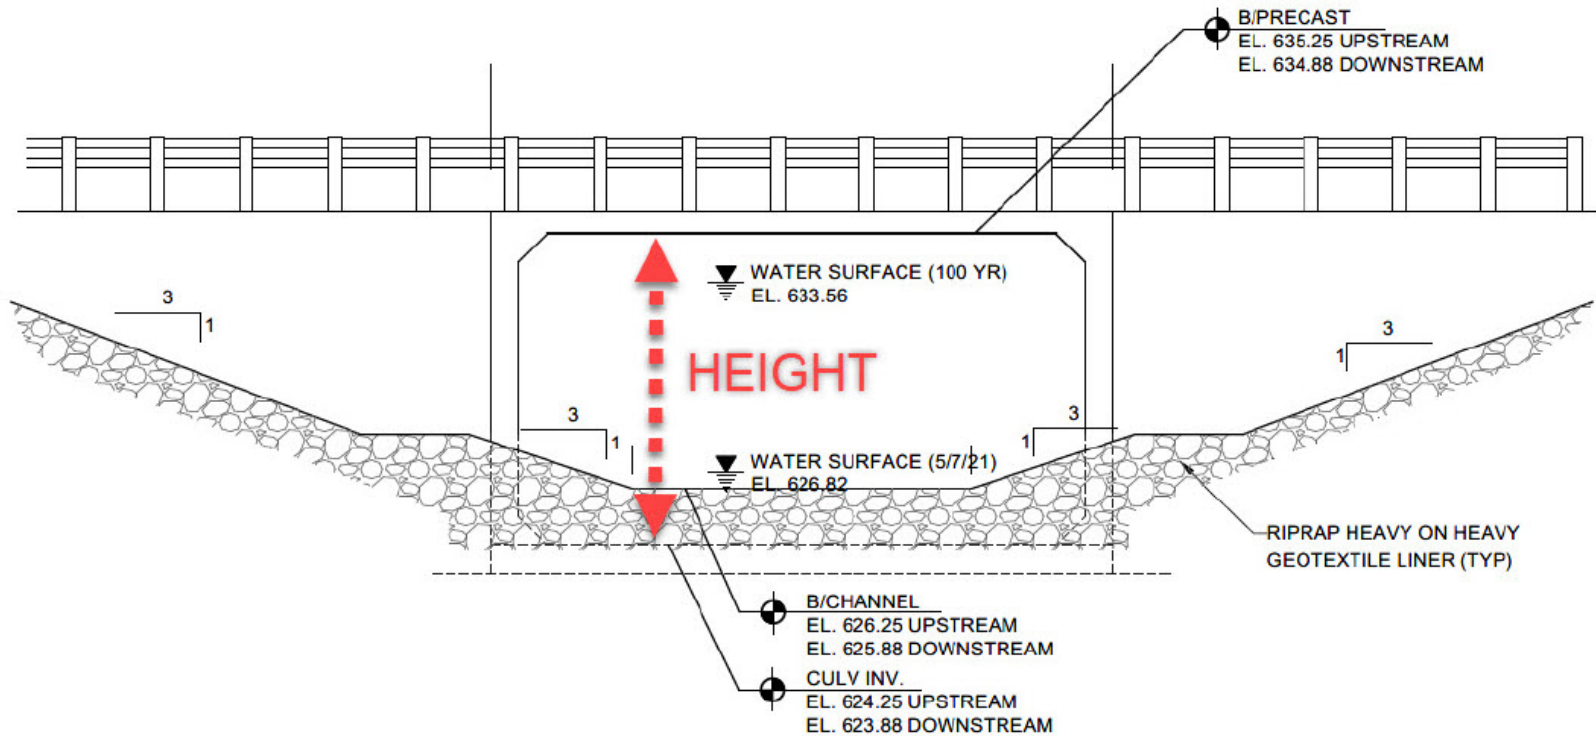 B/PRECAST
EL. 635.25 UPSTREAM
EL. 634.88 DOWNSTREAM
WATER SURFACE (100 YR)
EL. 633.56
3
1
3
1
HEIGHT
3
1
3
1
WATER SURFACE (5/7/21)
EL. 626.82
RIPRAP HEAVY ON HEAVY
GEOTEXTILE LINER (TYP)
B/CHANNEL
EL. 626.25 UPSTREAM
EL. 625.88 DOWNSTREAM
CULV INV.
EL. 624.25 UPSTREAM
EL. 623.88 DOWNSTREAM